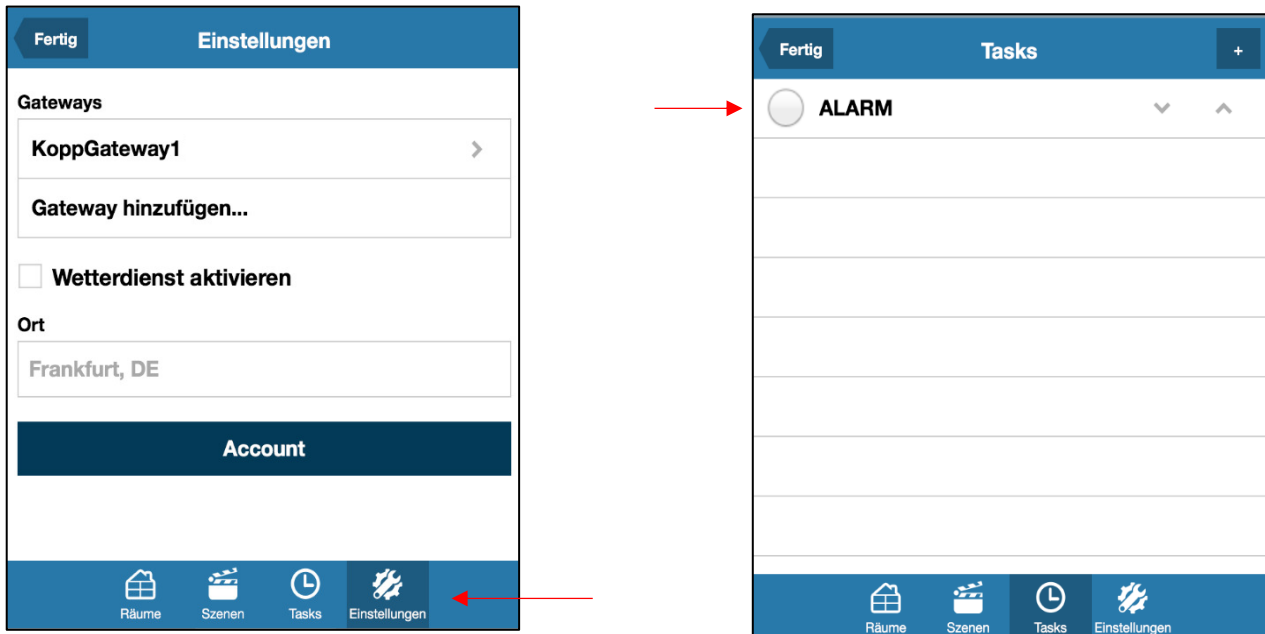 Fertig
Einstellungen
Gateways
KoppGateway1
Gateway hinzufügen...
Wetterdienst aktivieren
Ort
Frankfurt, DE
Account
Räume
Szenen
Tasks
Einstellungen
Fertig
Tasks
+
ALARM
Räume
Szenen
Tasks
Einstellungen